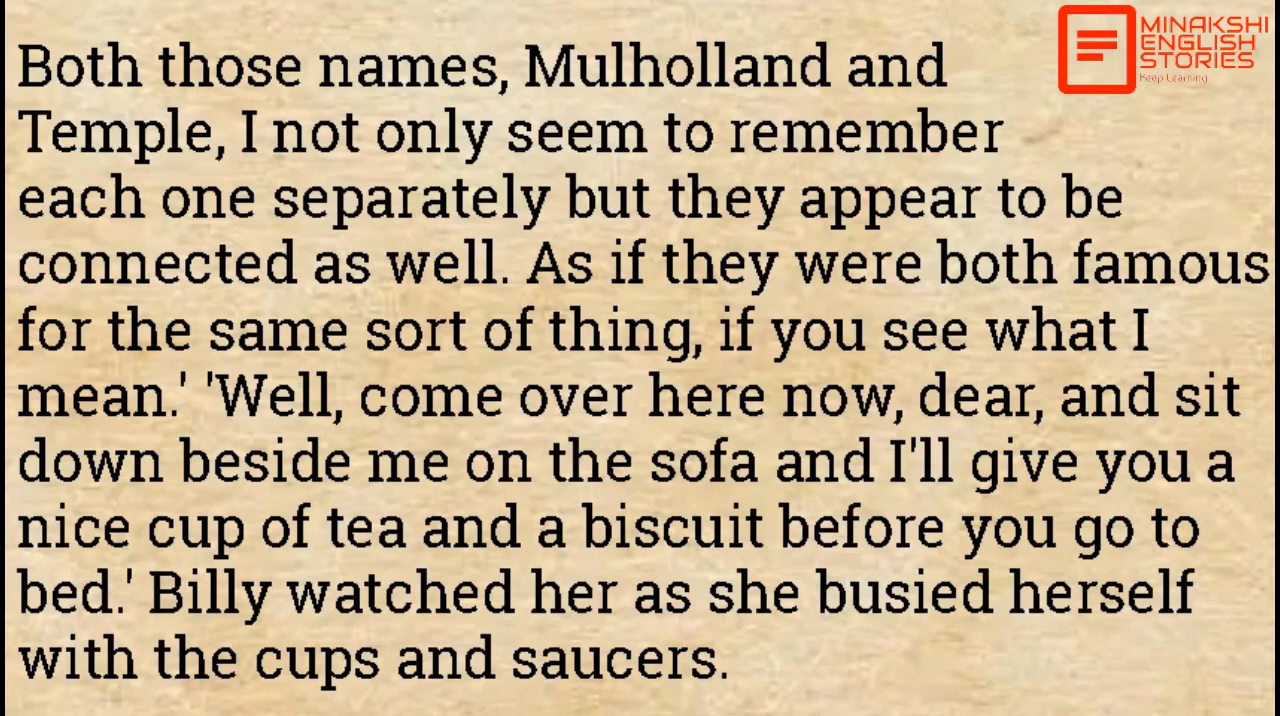 MINAKSHI
ENGLISH
STORIES
Keep Learning
Both those names, Mulholland and
Temple, I not only seem to remember
each one separately but they appear to be
connected as well. As if they were both famous
for the same sort of thing, if you see what I
mean.' 'Well, come over here now, dear, and sit
down beside me on the sofa and I'll give you a
nice cup of tea and a biscuit before you go to
bed.' Billy watched her as she busied herself
with the cups and saucers.